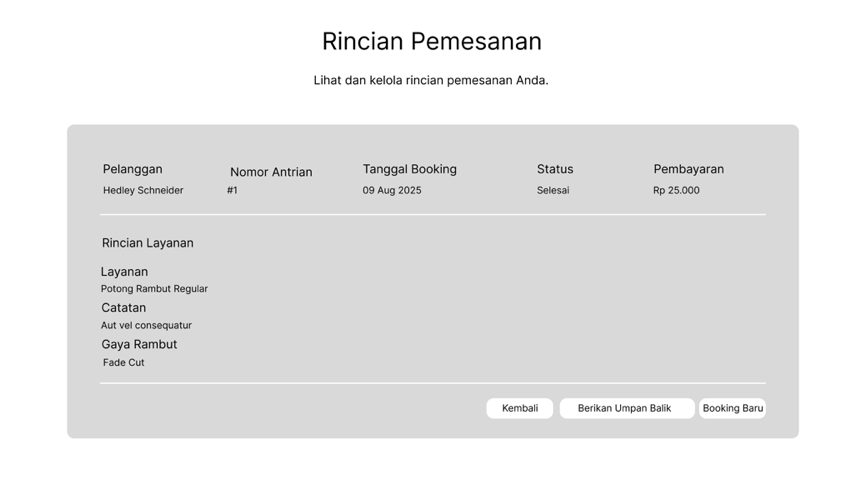 Rincian Pemesanan
Lihat dan kelola rincian pemesanan Anda.
Pelanggan Nomor Antrian Tanggal Booking Status Pembayaran
Hedley Schneider #1 09 Aug 2025 Selesai Rp 25.000
Rincian Layanan
Layanan
Potong Rambut Regular
Catatan
Aut vel consequatur
Gaya Rambut
Fade Cut
Kembali Berikan Umpan Balik Booking Baru